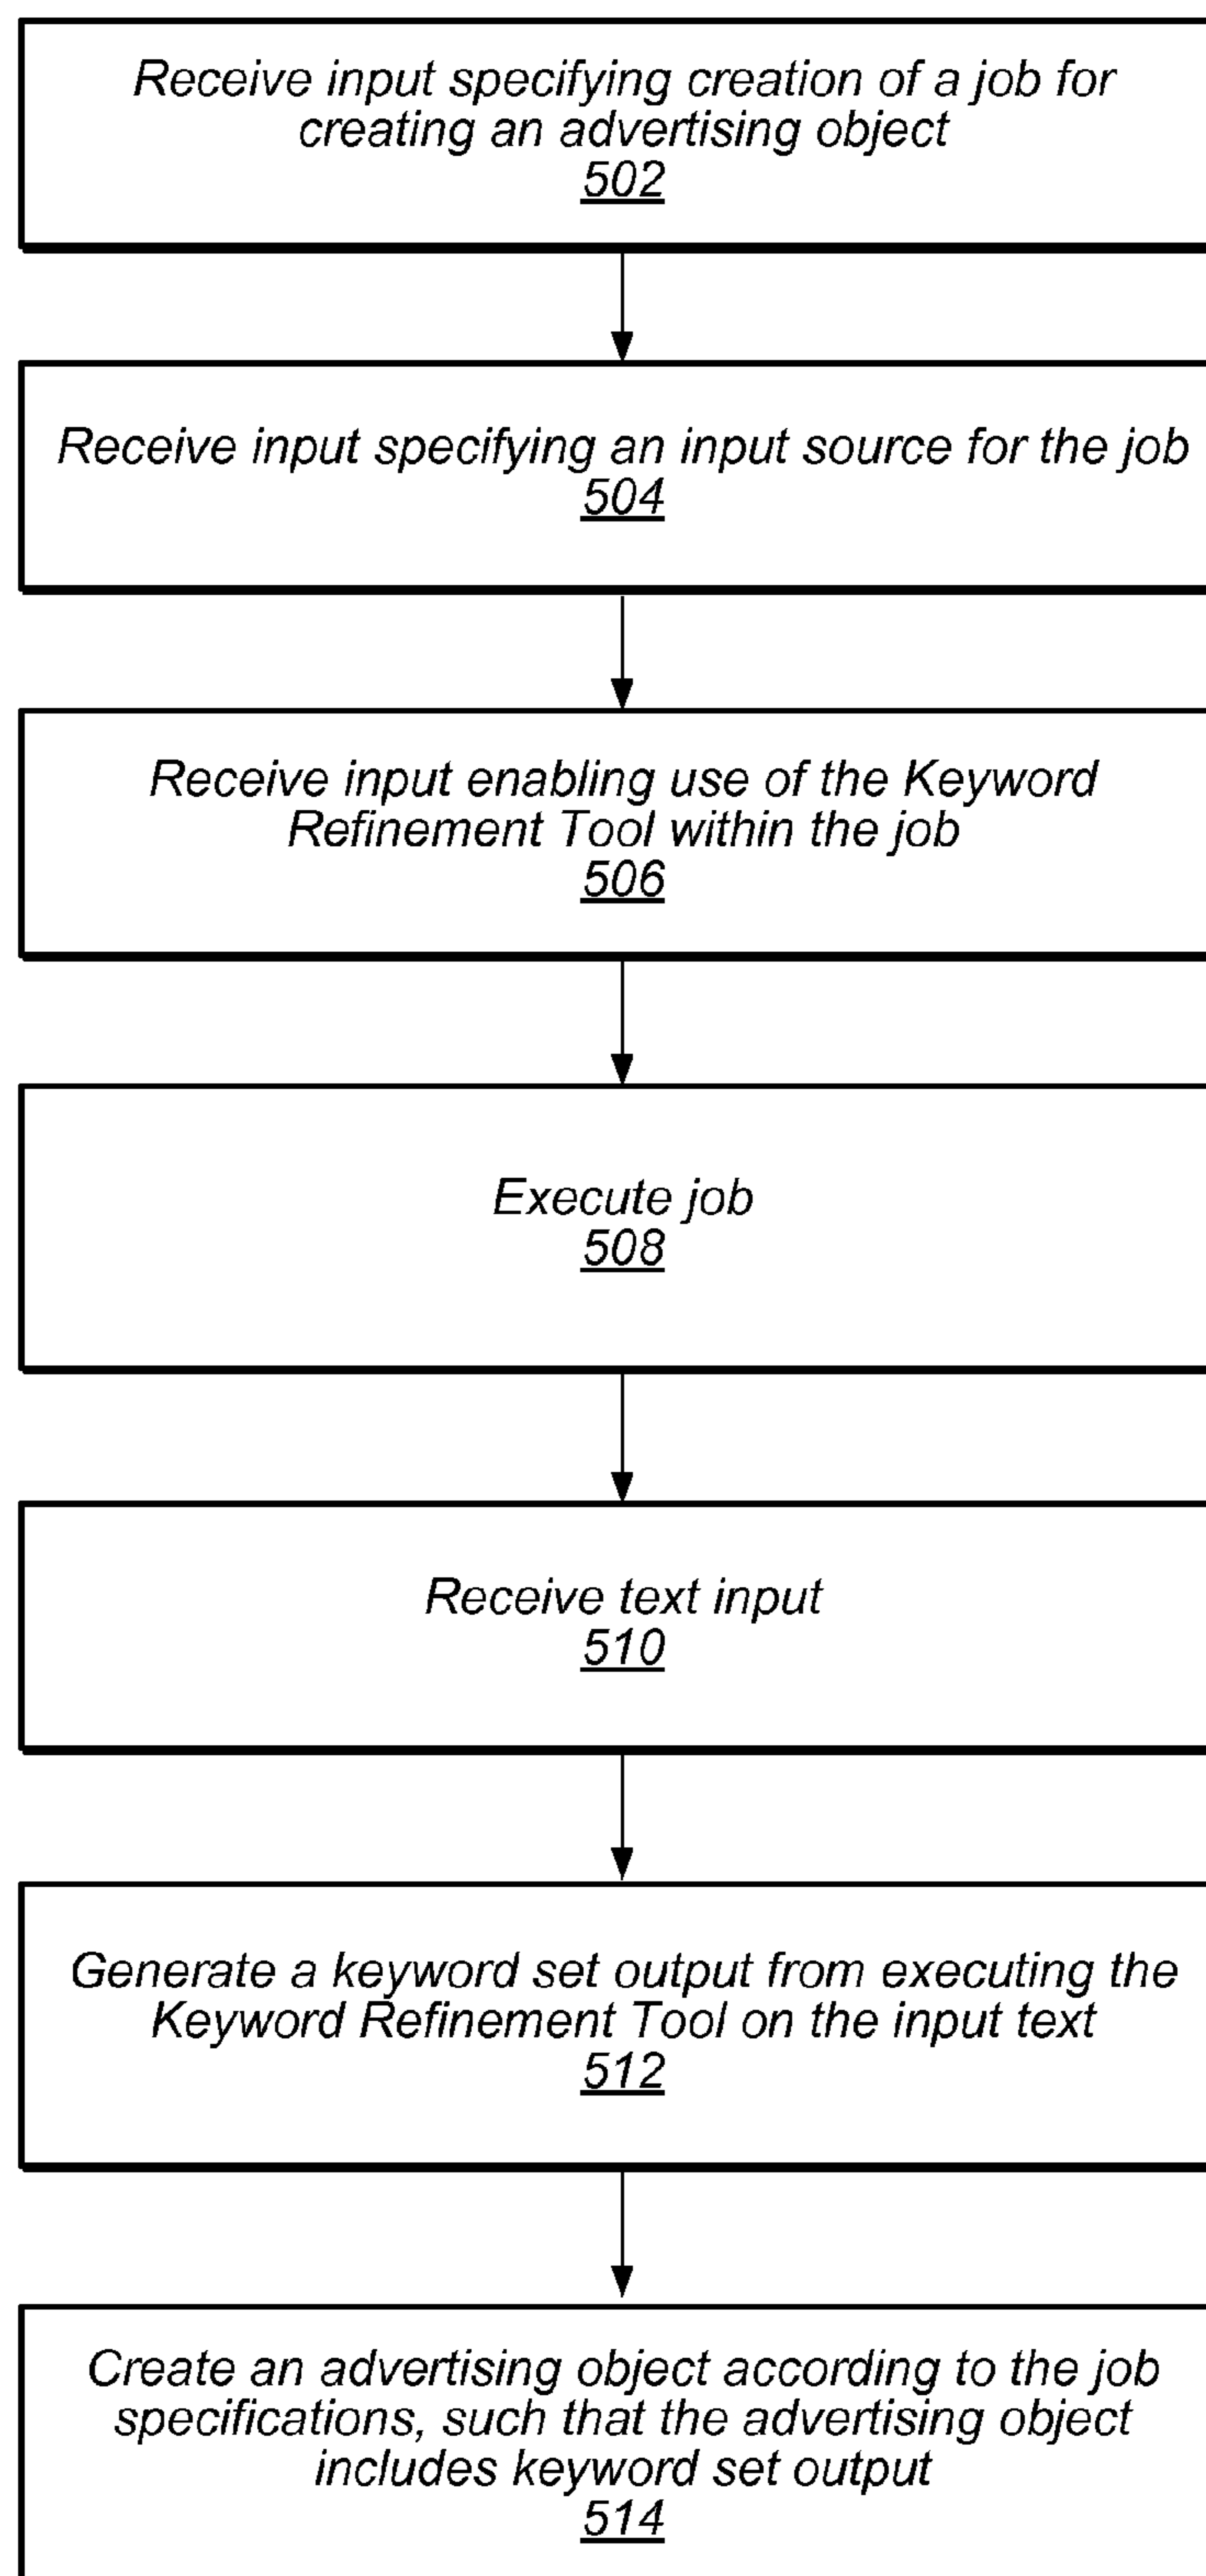 Receive input specifying creation of a job for
creating an advertising object
502
Receive input specifying an input source for the job
504
Receive input enabling use of the Keyword
Refinement Tool within the job
506
Execute job
508
Receive text input
510
Generate a keyword set output from executing the
Keyword Refinement Tool on the input text
512
Create an advertising object according to the job
specifications, such that the advertising object
includes keyword set output
514